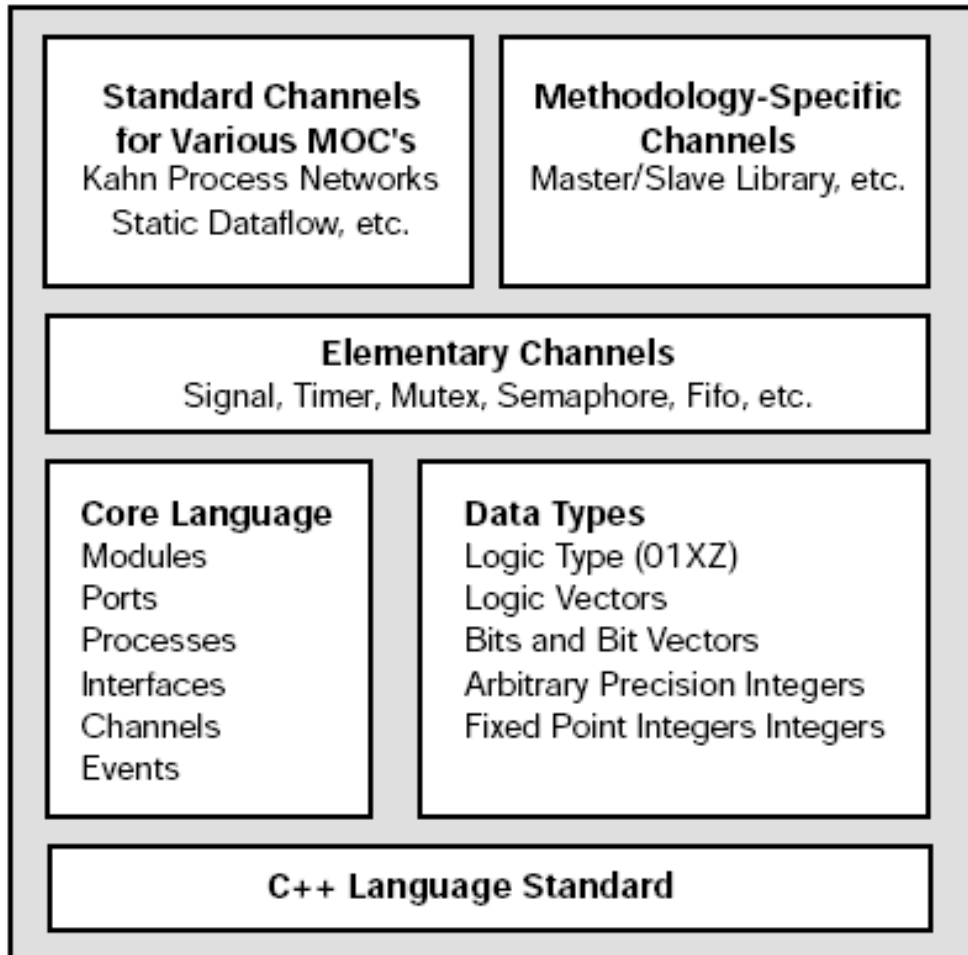 Standard Channels
for Various MOC's
Kahn Process Networks
Static Dataflow, etc.
Methodology-Specific
Channels
Master/Slave Library, etc.
Elementary Channels
Signal, Timer, Mutex, Semaphore, Fifo, etc.
Core Language
Modules
Ports
Processes
Interfaces
Channels
Events
Data Types
Logic Type (01XZ)
Logic Vectors
Bits and Bit Vectors
Arbitrary Precision Integers
Fixed Point Integers Integers
C++ Language Standard